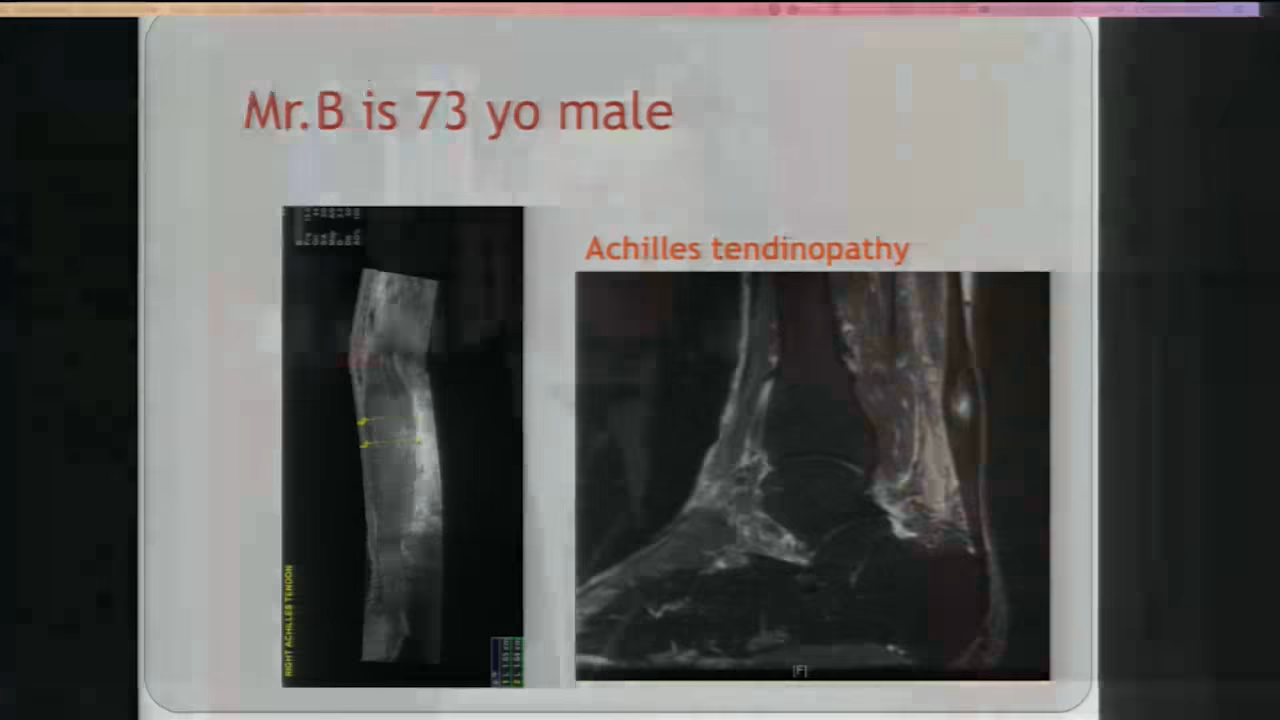 Mr.B is 73 yo male
Achilles tendinopathy
RIGHT ACHILLES TENDON
[F]